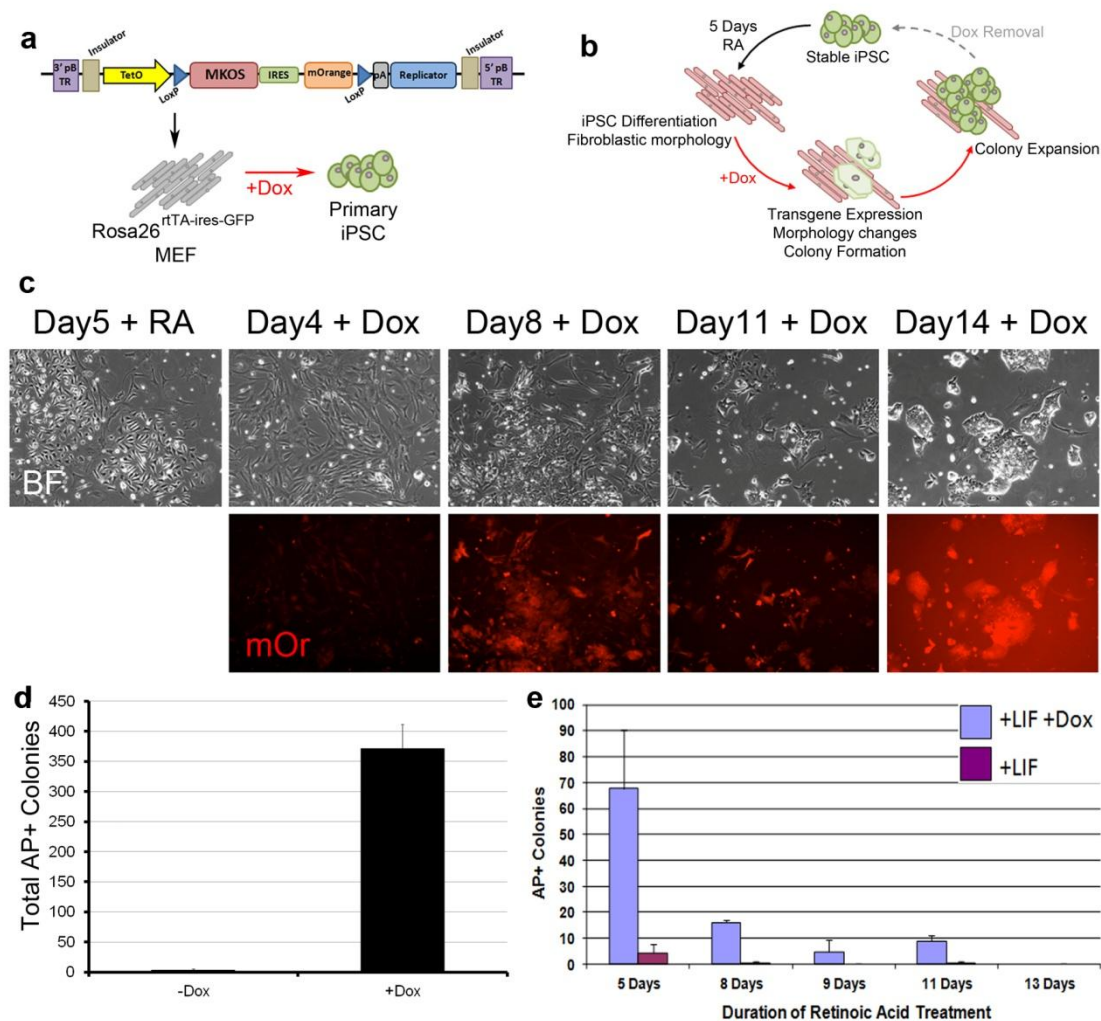 a
3' pB
TR
Insulator
TetO
LoxP
MKOS
IRES
mOrange
LoxP
pA
Replicator
Insulator
5' pB
TR
+Dox
Rosa26rtTA-ires-GFP
MEF
Primary
iPSC
b
5 Days
RA
Stable iPSC
Dox Removal
iPSC Differentiation
Fibroblastic morphology
+Dox
Colony Expansion
Transgene Expression
Morphology changes
Colony Formation
c
Day5 + RA
Day4 + Dox
Day8 + Dox
Day11 + Dox
Day14 + Dox
BF
mOr
d
Total AP+ Colonies
450
400
350
300
250
200
150
100
50
0
-Dox
+Dox
e
AP+ Colonies
100
90
80
70
60
50
40
30
20
10
0
+LIF +Dox
+LIF
5 Days
8 Days
9 Days
11 Days
13 Days
Duration of Retinoic Acid Treatment